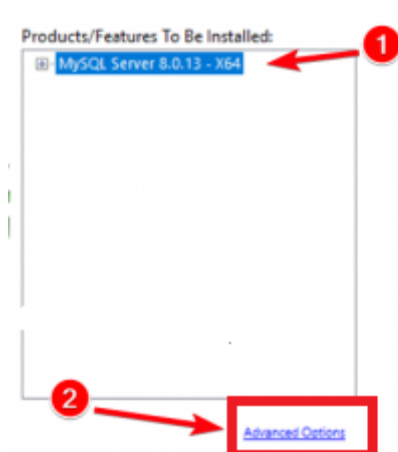 Products/Features To Be Installed:
1
MySQL Server 8.0.13 - X64
2
Advanced Options